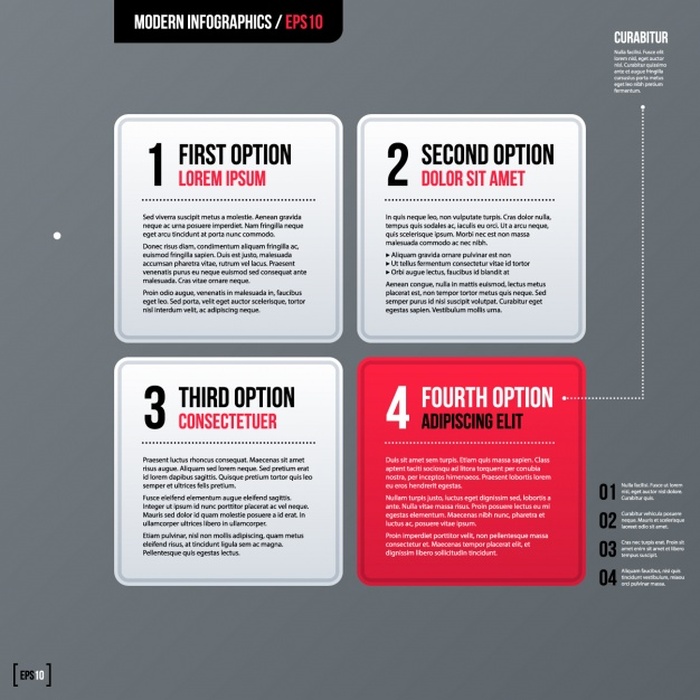 MODERN INFOGRAPHICS / EPS10
CURABITUR
Nulla facilisi. Fusce elit
lorem nisl, eget auctor
nisl. Curabitur quissimo
ante et augue fringilla
cursusius porta metus
eget leo nibh pretium
fermentum.
1
FIRST OPTION
LOREM IPSUM
Sed viverra suscipit metus a molestie. Aenean gravida
neque ac urna posuere imperdiet. Nam fringilla neque
eget arcu tincidunt at porta nunc commodo.
Donec risus diam, condimentum aliquam fringilla ac,
euismod fringilla sapien. Duis est justo, malesuada
accumsan pharetra vitae, rutrum vel lacus. Praesent
venenatis purus eu neque euismod sed consequat ante
malesuada. Cras vitae ornare neque.
Proin odio augue, venenatis in malesuada in, faucibus
eget leo. Sed porta, velit eget auctor scelerisque, tortor
nisl interdum velit, ac adipiscing neque.
2
SECOND OPTION
DOLOR SIT AMET
In quis neque leo, non vulputate turpis. Cras dolor nulla,
tempus quis sodales ac, iaculis eu orci. Ut a arcu neque,
quis scelerisque ipsum. Morbi nec est non massa
malesuada commodo ac nec nibh.
▸ Aliquam gravida ornare pulvinar est non
▸ Ut tellus fermentum consectetur vitae id tortor
▸ Orbi augue lectus, faucibus id blandit at
Aenean congue, nulla in mattis euismod, lectus metus
placerat est, non tempor tortor metus quis neque. Sed
semper purus id nisi suscipit volutpat. Curabitur eget
egestas sapien. Vestibulum mollis urna.
3
THIRD OPTION
CONSECTETUER
Praesent luctus rhoncus consequat. Maecenas sit amet
risus augue. Aliquam sed lorem neque. Sed pretium erat
id lorem dapibus sagittis. Quisque pretium tortor quis leo
semper et ultrices felis pretium.
Fusce eleifend elementum augue eleifend sagittis.
Integer ut ipsum id nunc porttitor placerat ac vel neque.
Mauris sed dolor id quam molestie posuere a id erat. In
ullamcorper ultrices libero in ullamcorper.
Etiam pulvinar, nisl non mollis adipiscing, quam metus
eleifend risus, at tincidunt ligula sem ac magna.
Pellentesque quis egestas lectus.
4
FOURTH OPTION
ADIPISCING ELIT
Duis sit amet sem turpis. Etiam quis massa sapien. Class
aptent taciti sociosqu ad litora torquent per conubia
nostra, per inceptos himenaeos. Praesent lobortis lorem
eu eros hendrerit egestas.
Nullam turpis justo, luctus eget dignissim sed, lobortis a
ante. Nulla vitae massa risus. Proin posuere lectus eu mi
egestas elementum. Maecenas nibh nunc, pharetra et
luctus ac, posuere vitae ipsum.
Proin imperdiet porttitor velit, non pellentesque massa
consectetur et. Maecenas tempor placerat elit, et
dignissim libero sollicitudin tincidunt.
01
Nulla facilisi. Fusce ut lorem
nisl, eget auctor nisl dolore.
Curabitur quis.
02
Curabitur vehicula posuere
neque. Mauris et scelerisque
laoreet odio sit amet.
03
Cras nec turpis erat. Proin sit
amet enim sit amet et libero
tempus suscipit.
04
Aliquam faucibus, nisi quis
tincidunt vestibulum, mauris
orci pulvinar massa.
[EPS10]